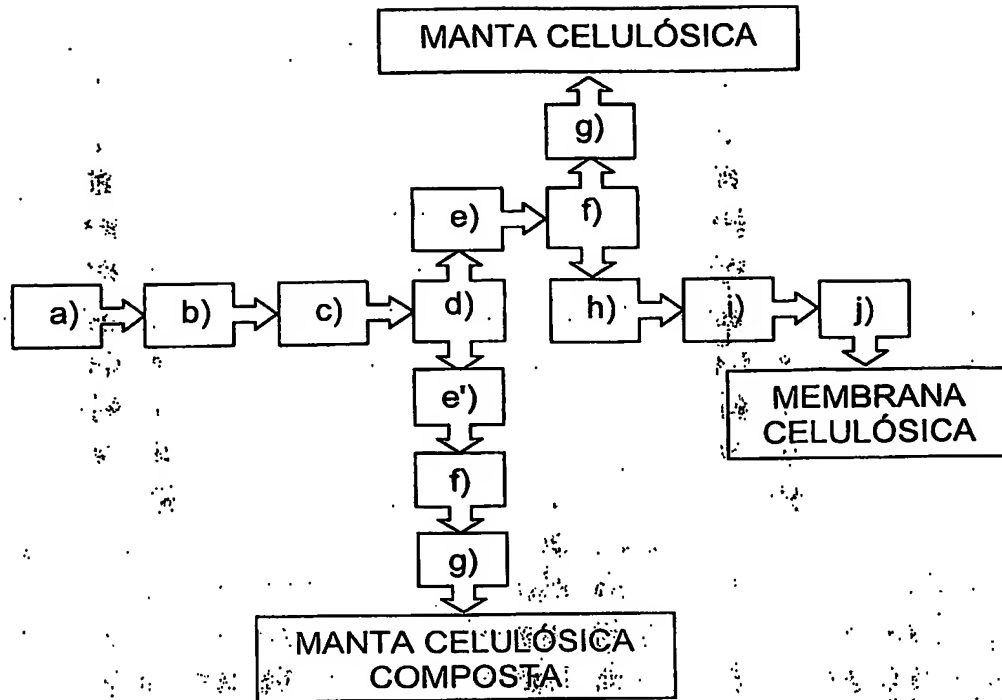 MANTA CELULÓSICA
g)
e)
f)
a)
b)
c)
d)
h)
i)
j)
e')
MEMBRANA
CELULÓSICA
f)
g)
MANTA CELULÓSICA
COMPOSTA